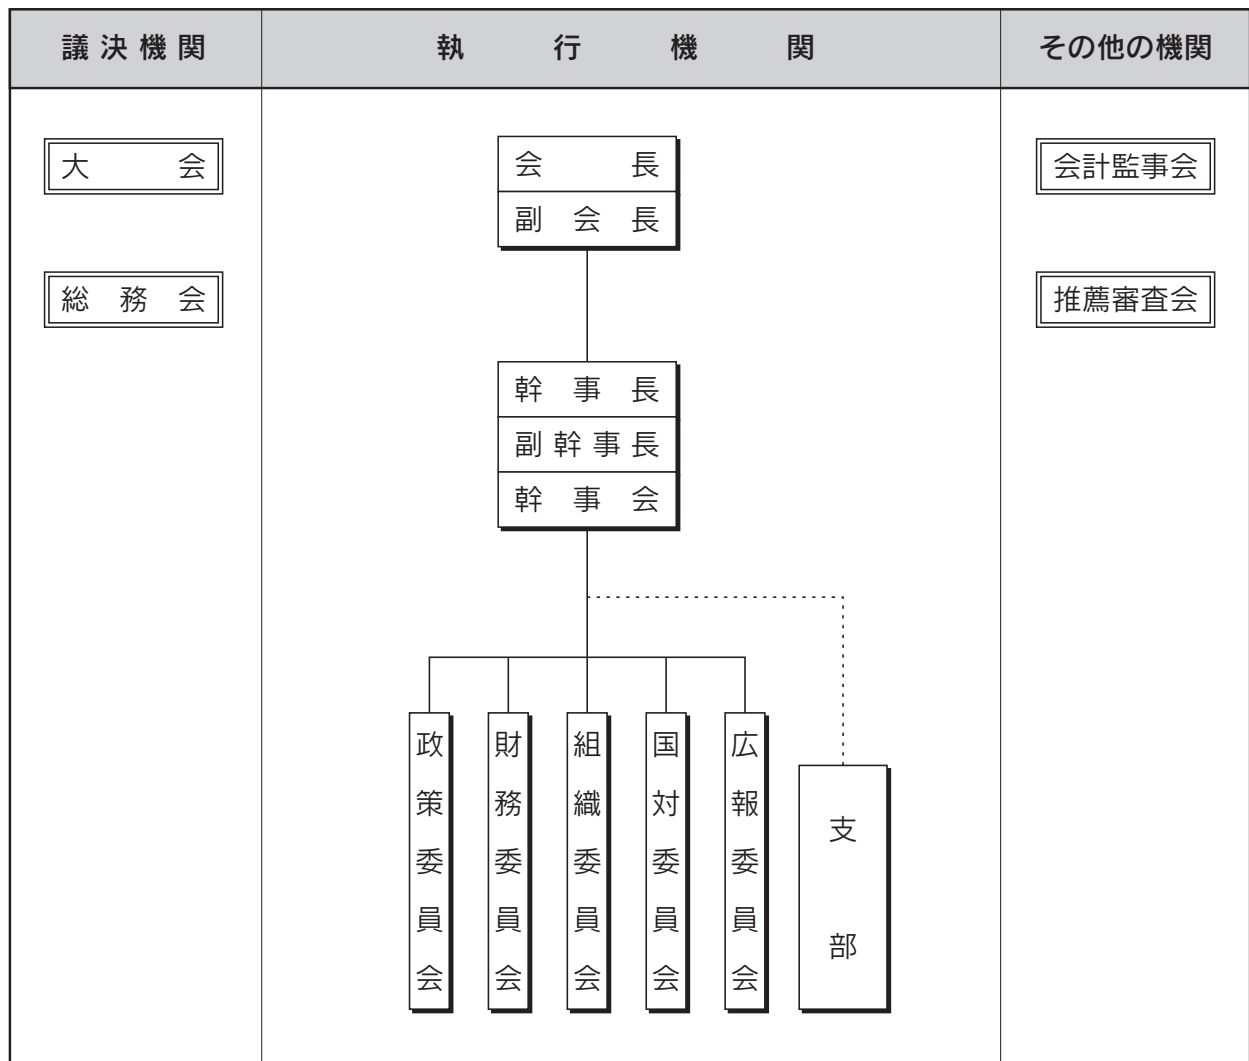 議決機関
執行機関
その他の機関
大会
総務会
会長
副会長
幹事長
副幹事長
幹事会
政策委員会
財務委員会
組織委員会
国対委員会
広報委員会
支部
会計監事会
推薦審査会